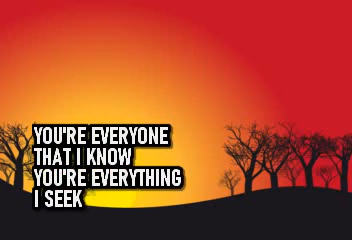 YOU'RE EVERYONE
THAT I KNOW
YOU'RE EVERYTHING
I SEEK